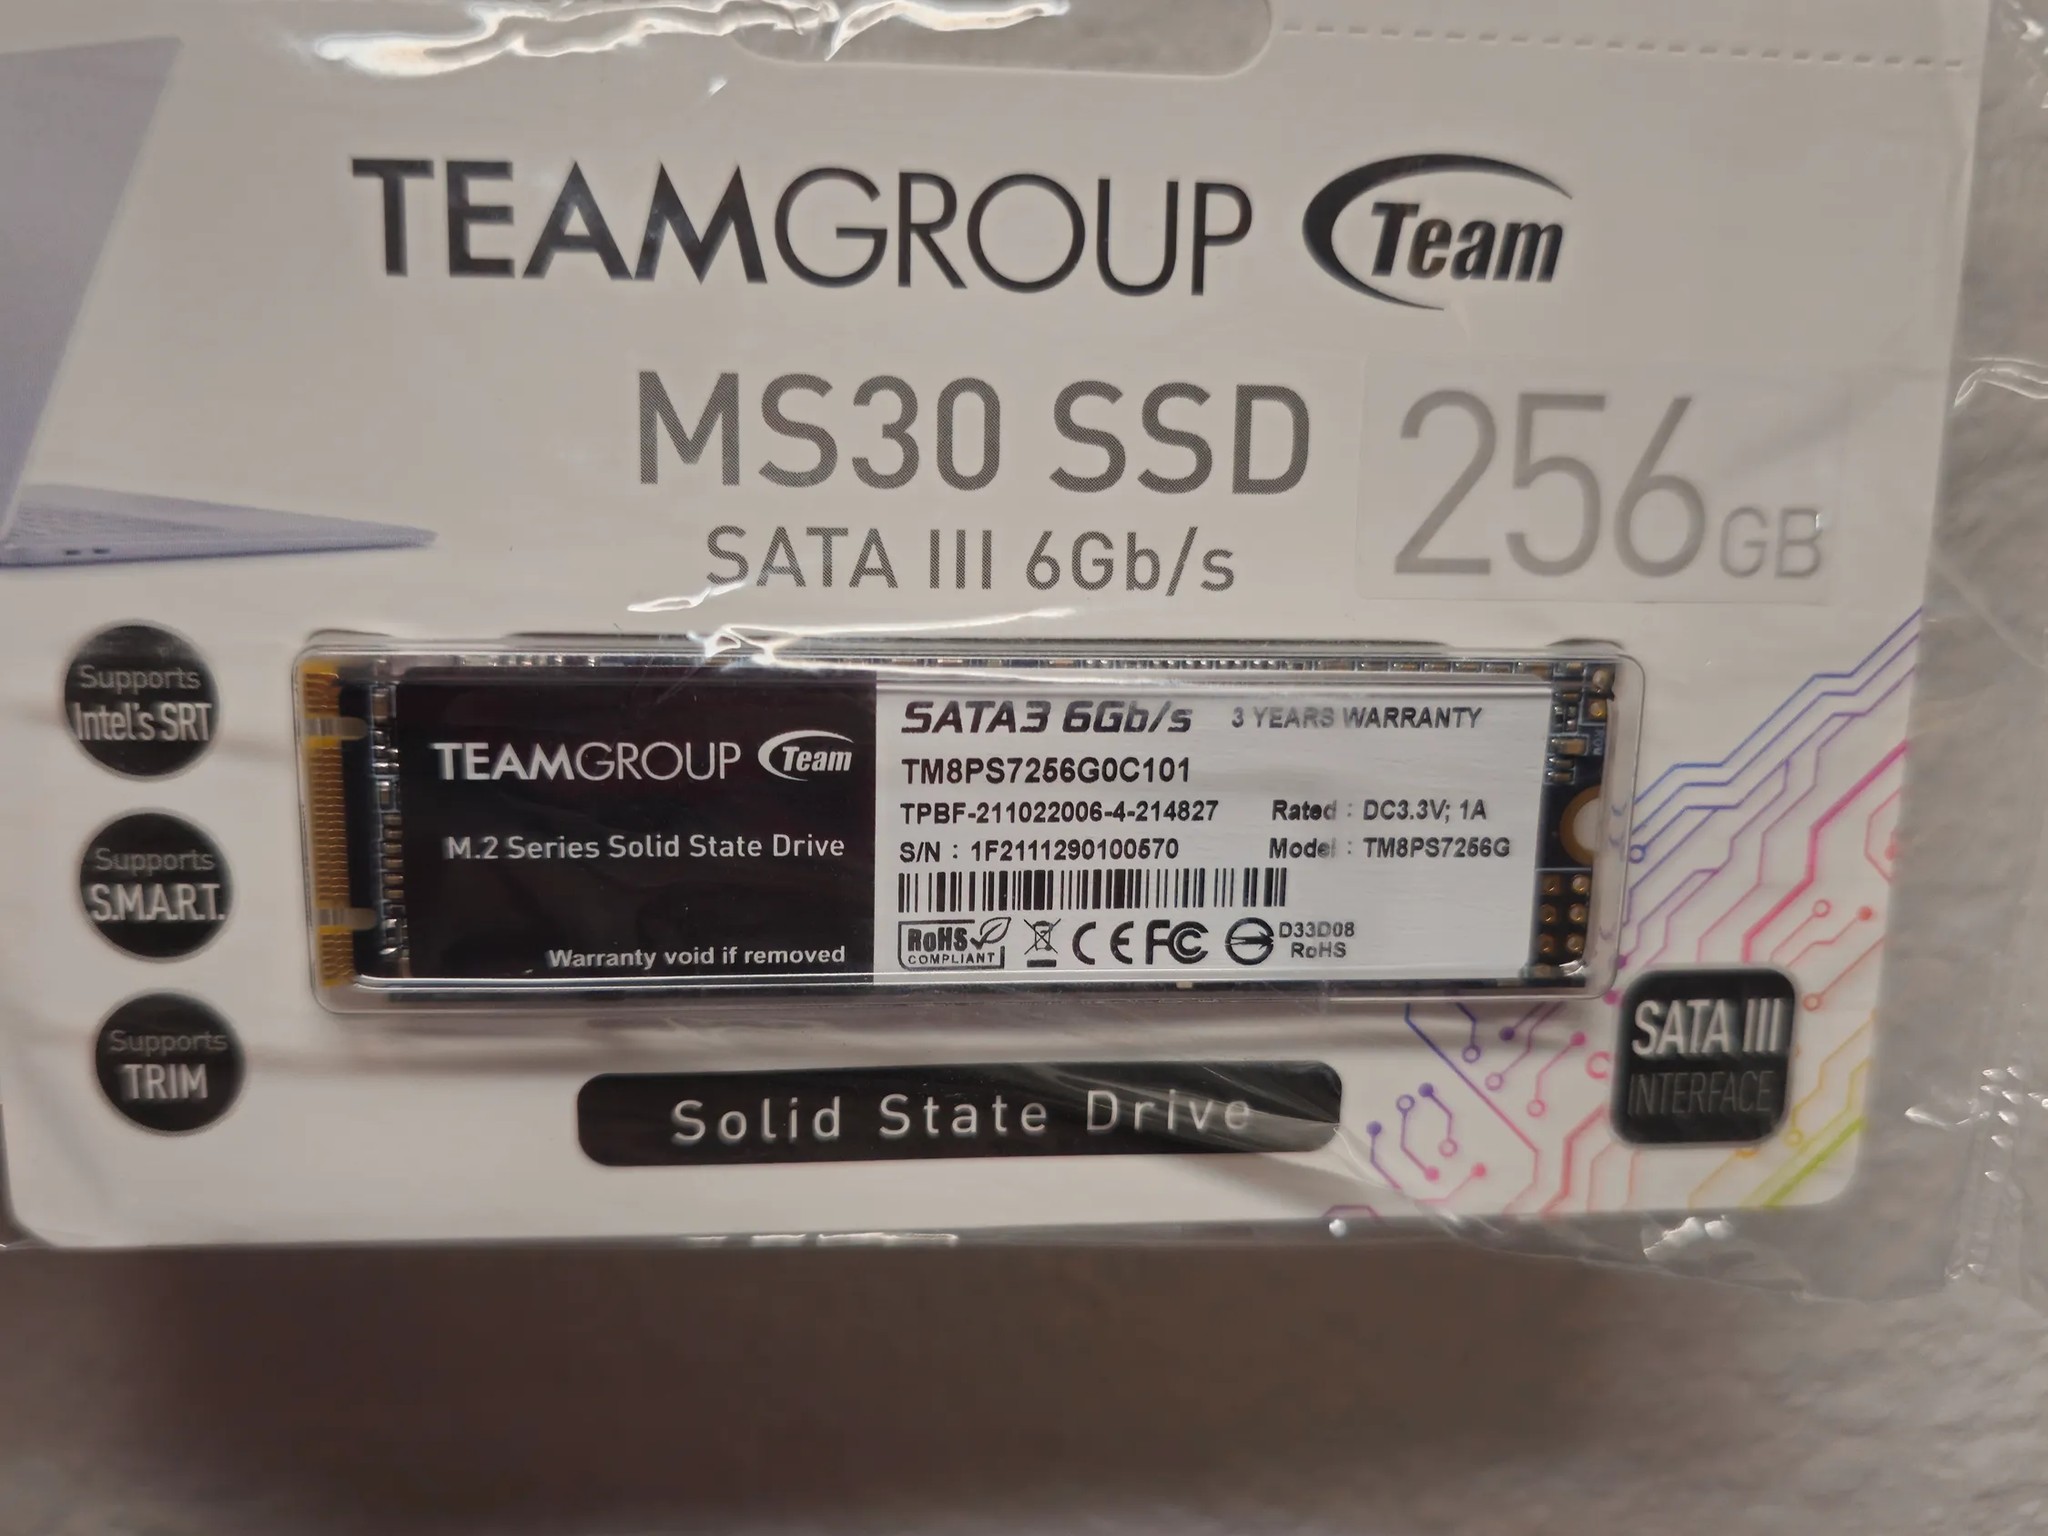 TEAMGROUP Team
MS30 SSD 256GB
SATA III 6Gb/s
Supports
Intel's SRT
Supports
S.M.A.R.T.
Supports
TRIM
TEAMGROUP Team
M.2 Series Solid State Drive
Warranty void if removed
SATA3 6Gb/s 3 YEARS WARRANTY
TM8PS7256G0C101
TPBF-211022006-4-214827 Rated : DC3.3V; 1A
S/N : 1F2111290100570 Model : TM8PS7256G
RoHS
COMPLIANT
CE FC D33D08
RoHS
SATA III
INTERFACE
Solid State Drive